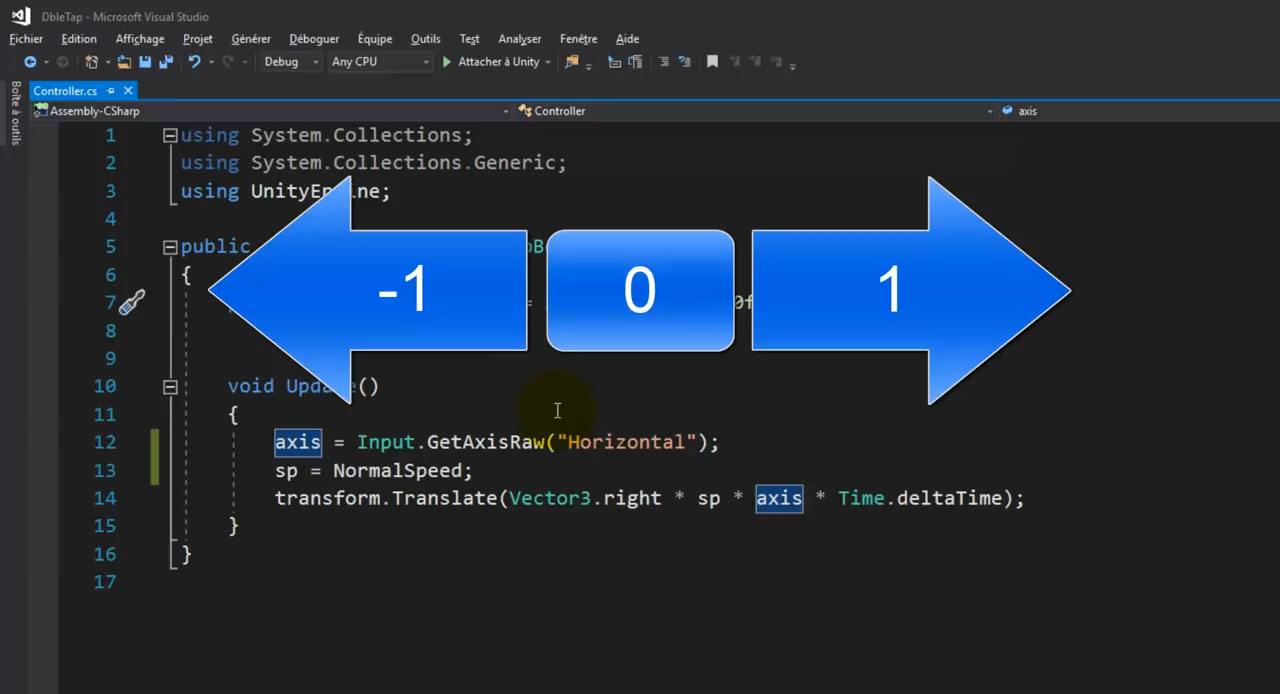 DbleTap - Microsoft Visual Studio
Fichier Edition Affichage Projet Générer Déboguer Équipe Outils Test Analyser Fenêtre Aide
Debug Any CPU Attacher à Unity
Controller.cs
Boîte à outils
Assembly-CSharp Controller axis
1 using System.Collections;
2 using System.Collections.Generic;
3 using UnityEngine;
4
5 public
6 {
7
-1 0 1
8
9
10 void Update()
11 {
12 axis = Input.GetAxisRaw("Horizontal");
13 sp = NormalSpeed;
14 transform.Translate(Vector3.right * sp * axis * Time.deltaTime);
15 }
16 }
17